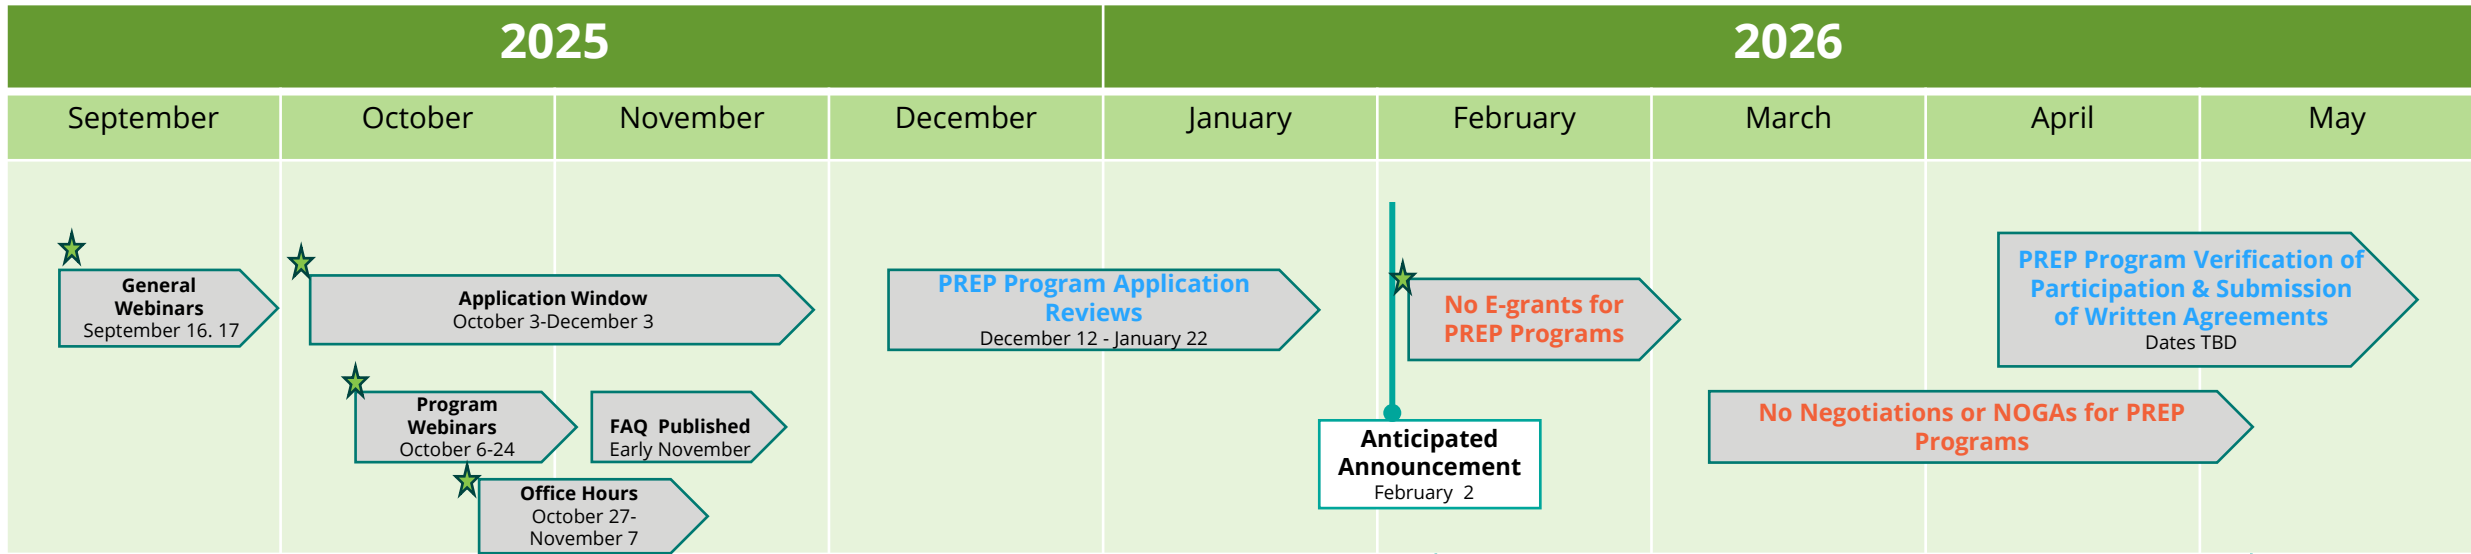 2025
2026
September
October
November
December
January
February
March
April
May
General
Webinars
September 16. 17
Application Window
October 3-December 3
Program
Webinars
October 6-24
FAQ  Published
Early November
Office Hours
October 27-
November 7
PREP Program Application
Reviews
December 12 - January 22
Anticipated
Announcement
February  2
No E-grants for
PREP Programs
No Negotiations or NOGAs for PREP
Programs
PREP Program Verification of
Participation & Submission
of Written Agreements
Dates TBD